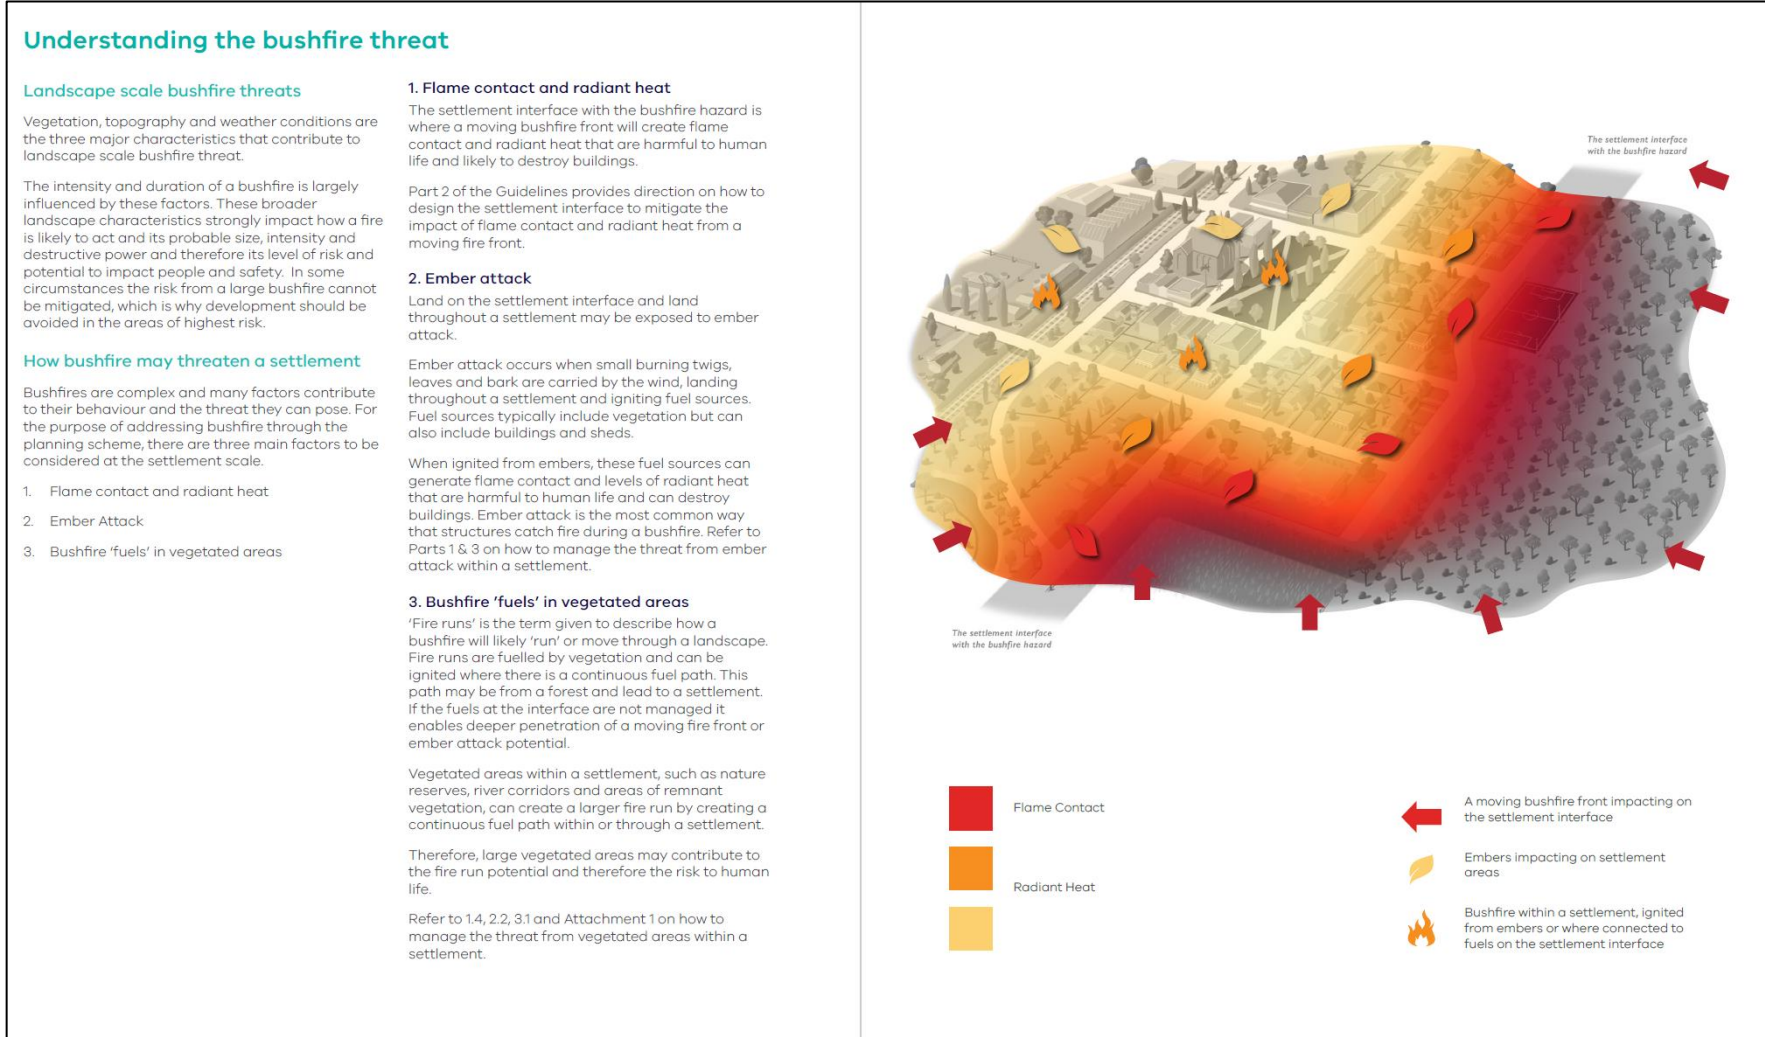 Understanding the bushfire threat
Landscape scale bushfire threats
Vegetation, topography and weather conditions are
the three major characteristics that contribute to
landscape scale bushfire threat.
The intensity and duration of a bushfire is largely
influenced by these factors. These broader
landscape characteristics strongly impact how a fire
is likely to act and its probable size, intensity and
destructive power and therefore its level of risk and
potential to impact people and safety. In some
circumstances the risk from a large bushfire cannot
be mitigated, which is why development should be
avoided in the areas of highest risk.
How bushfire may threaten a settlement
Bushfires are complex and many factors contribute
to their behaviour and the threat they can pose. For
the purpose of addressing bushfire through the
planning scheme, there are three main factors to be
considered at the settlement scale.
1. Flame contact and radiant heat
2. Ember Attack
3. Bushfire 'fuels' in vegetated areas
1. Flame contact and radiant heat
The settlement interface with the bushfire hazard is
where a moving bushfire front will create flame
contact and radiant heat that are harmful to human
life and likely to destroy buildings.
Part 2 of the Guidelines provides direction on how to
design the settlement interface to mitigate the
impact of flame contact and radiant heat from a
moving fire front.
2. Ember attack
Land on the settlement interface and land
throughout a settlement may be exposed to ember
attack.
Ember attack occurs when small burning twigs,
leaves and bark are carried by the wind, landing
throughout a settlement and igniting fuel sources.
Fuel sources typically include vegetation but can
also include buildings and sheds.
When ignited from embers, these fuel sources can
generate flame contact and levels of radiant heat
that are harmful to human life and can destroy
buildings. Ember attack is the most common way
that structures catch fire during a bushfire. Refer to
Parts 1 & 3 on how to manage the threat from ember
attack within a settlement.
3. Bushfire 'fuels' in vegetated areas
'Fire runs' is the term given to describe how a
bushfire will likely 'run' or move through a landscape.
Fire runs are fuelled by vegetation and can be
ignited where there is a continuous fuel path. This
path may be from a forest and lead to a settlement.
If the fuels at the interface are not managed it
enables deeper penetration of a moving fire front or
ember attack potential.
Vegetated areas within a settlement, such as nature
reserves, river corridors and areas of remnant
vegetation, can create a larger fire run by creating a
continuous fuel path within or through a settlement.
Therefore, large vegetated areas may contribute to
the fire run potential and therefore the risk to human
life.
Refer to 1.4, 2.2, 3.1 and Attachment 1 on how to
manage the threat from vegetated areas within a
settlement.
The settlement interface
with the bushfire hazard
The settlement interface
with the bushfire hazard
Flame Contact
Radiant Heat
A moving bushfire front impacting on
the settlement interface
Embers impacting on settlement
areas
Bushfire within a settlement, ignited
from embers or where connected to
fuels on the settlement interface